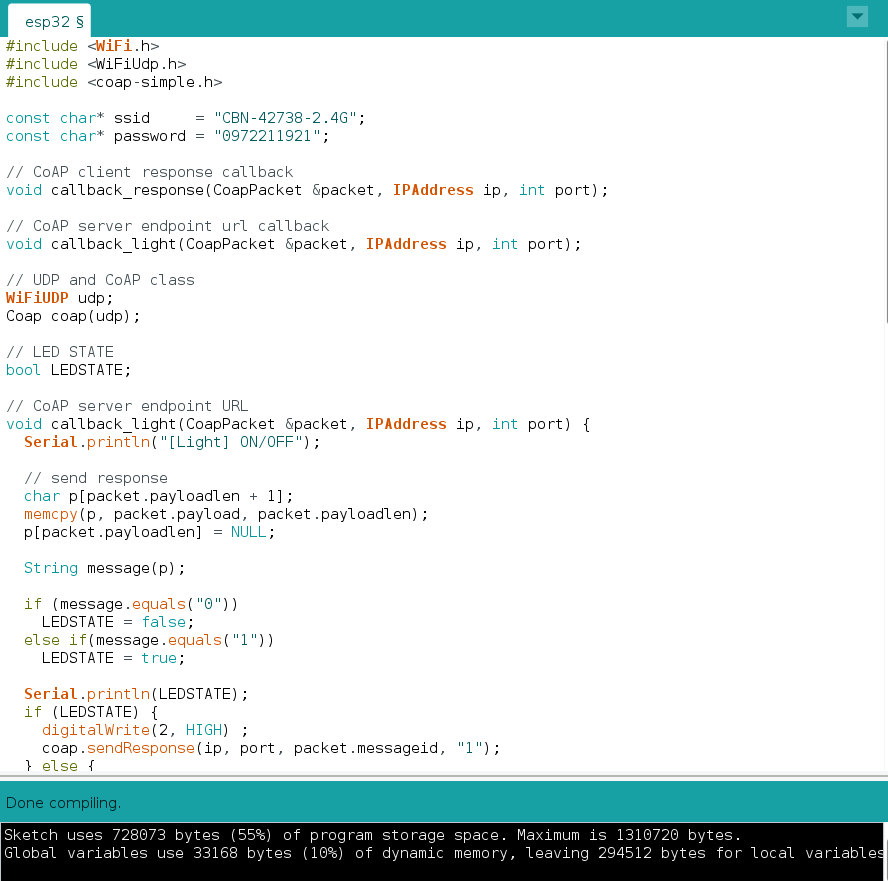 esp32 §
#include <WiFi.h>
#include <WiFiUdp.h>
#include <coap-simple.h>
const char* ssid     = "CBN-42738-2.4G";
const char* password = "0972211921";
// CoAP client response callback
void callback_response(CoapPacket &packet, IPAddress ip, int port);
// CoAP server endpoint url callback
void callback_light(CoapPacket &packet, IPAddress ip, int port);
// UDP and CoAP class
WiFiUDP udp;
Coap coap(udp);
// LED STATE
bool LEDSTATE;
// CoAP server endpoint URL
void callback_light(CoapPacket &packet, IPAddress ip, int port) {
  Serial.println("[Light] ON/OFF");
  // send response
  char p[packet.payloadlen + 1];
  memcpy(p, packet.payload, packet.payloadlen);
  p[packet.payloadlen] = NULL;
  String message(p);
  if (message.equals("0"))
    LEDSTATE = false;
  else if(message.equals("1"))
    LEDSTATE = true;
  Serial.println(LEDSTATE);
  if (LEDSTATE) {
    digitalWrite(2, HIGH) ;
    coap.sendResponse(ip, port, packet.messageid, "1");
  } else {
Done compiling.
Sketch uses 728073 bytes (55%) of program storage space. Maximum is 1310720 bytes.
Global variables use 33168 bytes (10%) of dynamic memory, leaving 294512 bytes for local variables